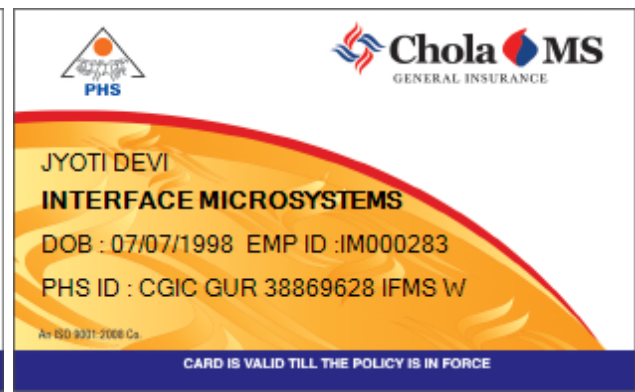 PHS
Chola MS
GENERAL INSURANCE
JYOTI DEVI
INTERFACE MICROSYSTEMS
DOB : 07/07/1998 EMP ID :IM000283
PHS ID : CGIC GUR 38869628 IFMS W
An ISO 9001:2008 Co.
CARD IS VALID TILL THE POLICY IS IN FORCE